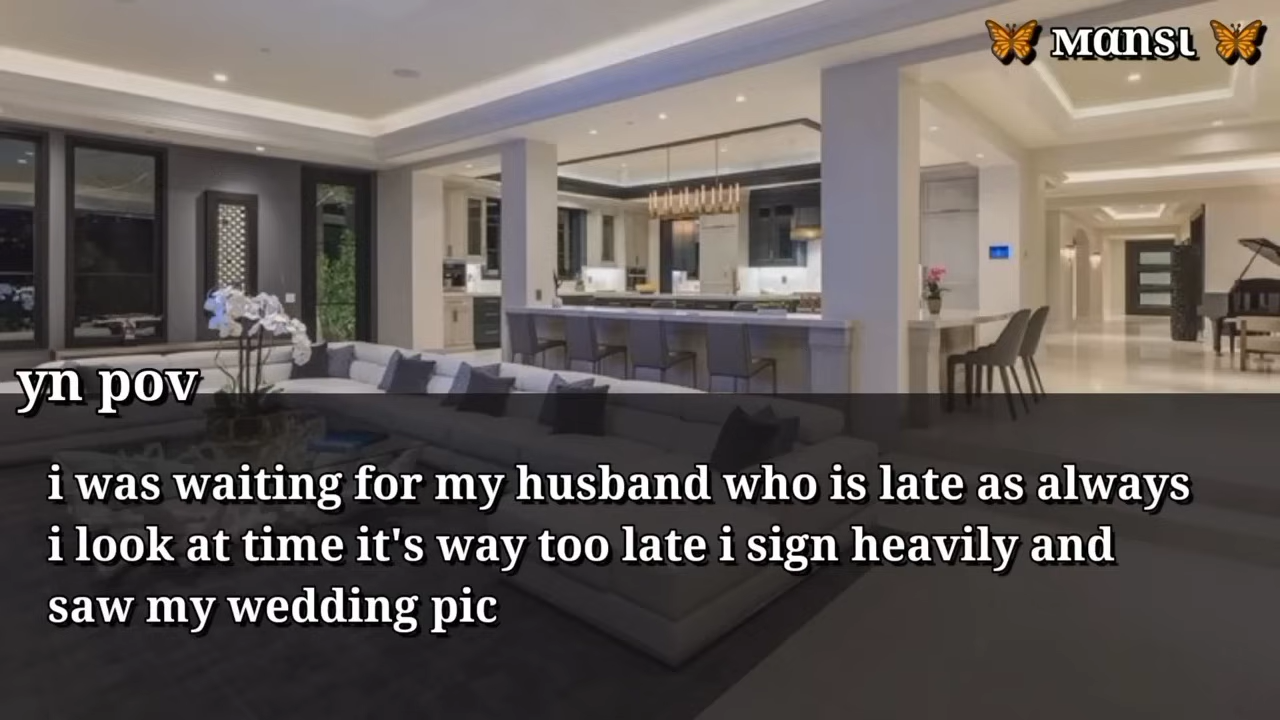 🦋 мαηѕι 🦋
yn pov
i was waiting for my husband who is late as always
i look at time it's way too late i sign heavily and
saw my wedding pic